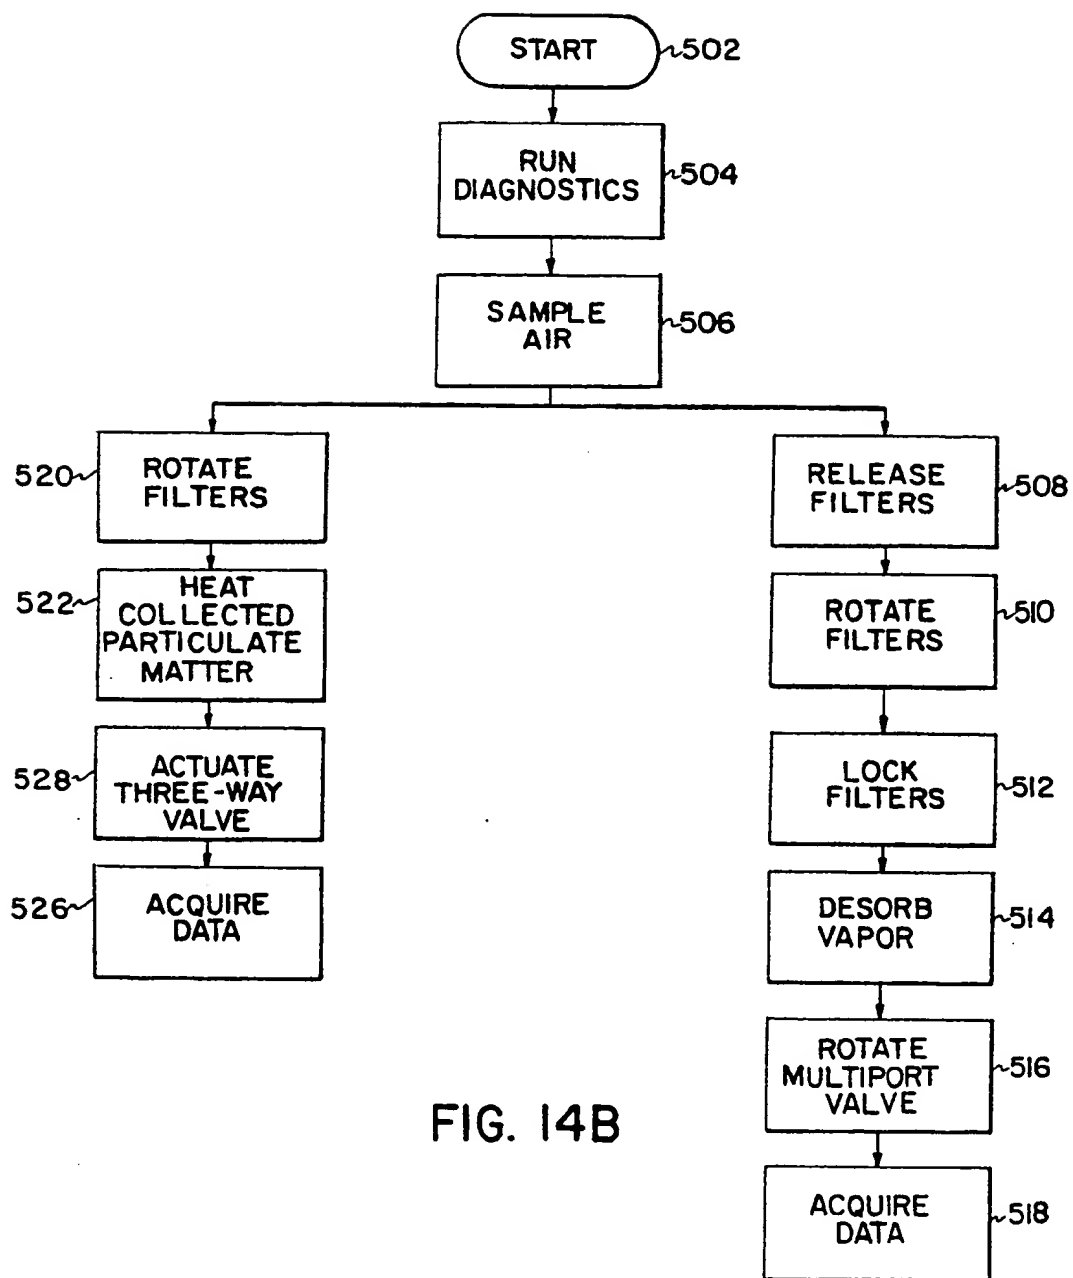 START
502
RUN
DIAGNOSTICS
504
SAMPLE
AIR
506
520
ROTATE
FILTERS
522
HEAT
COLLECTED
PARTICULATE
MATTER
528
ACTUATE
THREE-WAY
VALVE
526
ACQUIRE
DATA
RELEASE
FILTERS
508
ROTATE
FILTERS
510
LOCK
FILTERS
512
DESORB
VAPOR
514
ROTATE
MULTIPORT
VALVE
516
ACQUIRE
DATA
518
FIG. 14B